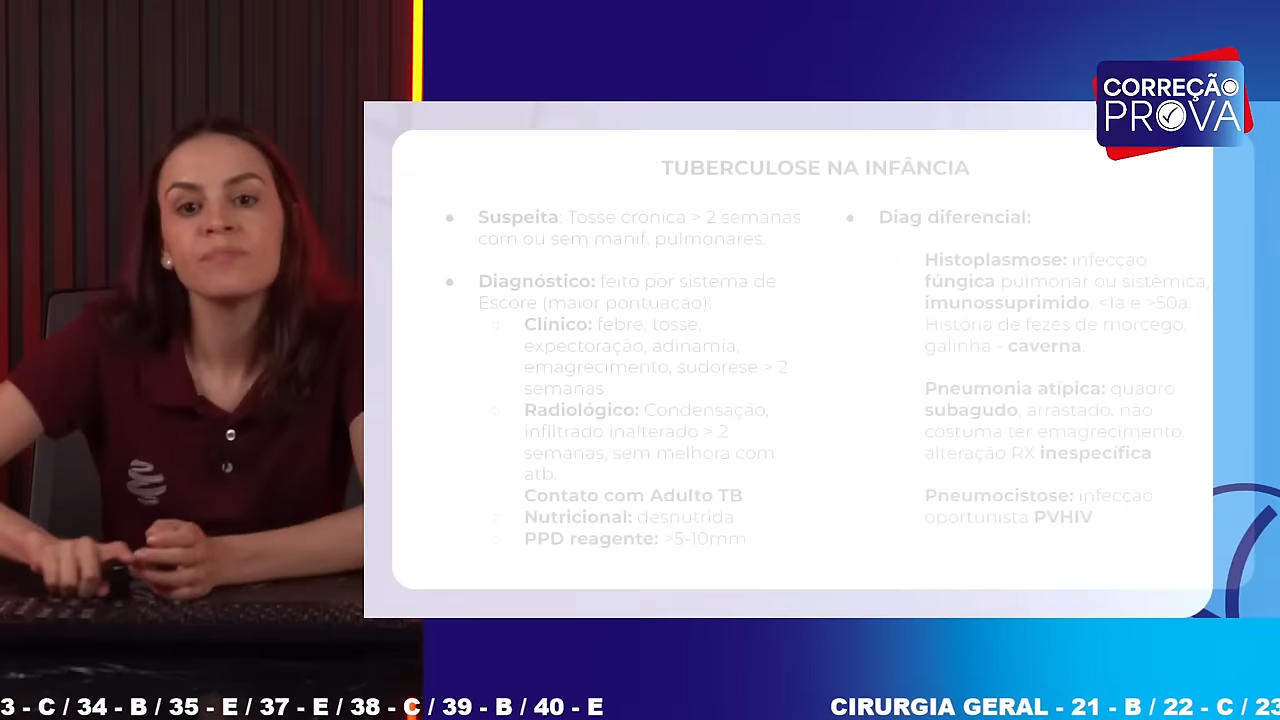 CORREÇÃO
PROVA
TUBERCULOSE NA INFÂNCIA
Suspeita: Tosse crônica > 2 semanas
com ou sem manif. pulmonares.
Diagnóstico: feito por sistema de
Escore (maior pontuação):
Clínico: febre, tosse,
expectoração, adinamia,
emagrecimento, sudorese > 2
semanas
Radiológico: Condensação,
infiltrado inalterado > 2
semanas, sem melhora com
atb.
Contato com Adulto TB
Nutricional: desnutrida
PPD reagente: >5-10mm
Diag diferencial:
Histoplasmose: infecção
fúngica pulmonar ou sistêmica,
imunossuprimido, <1a e >50a.
História de fezes de morcego,
galinha - caverna.
Pneumonia atípica: quadro
subagudo, arrastado, não
costuma ter emagrecimento.
alteração RX inespecífica
Pneumocistose: infecção
oportunista PVHIV
3 - C / 34 - B / 35 - E / 37 - E / 38 - C / 39 - B / 40 - E
CIRURGIA GERAL - 21 - B / 22 - C / 23